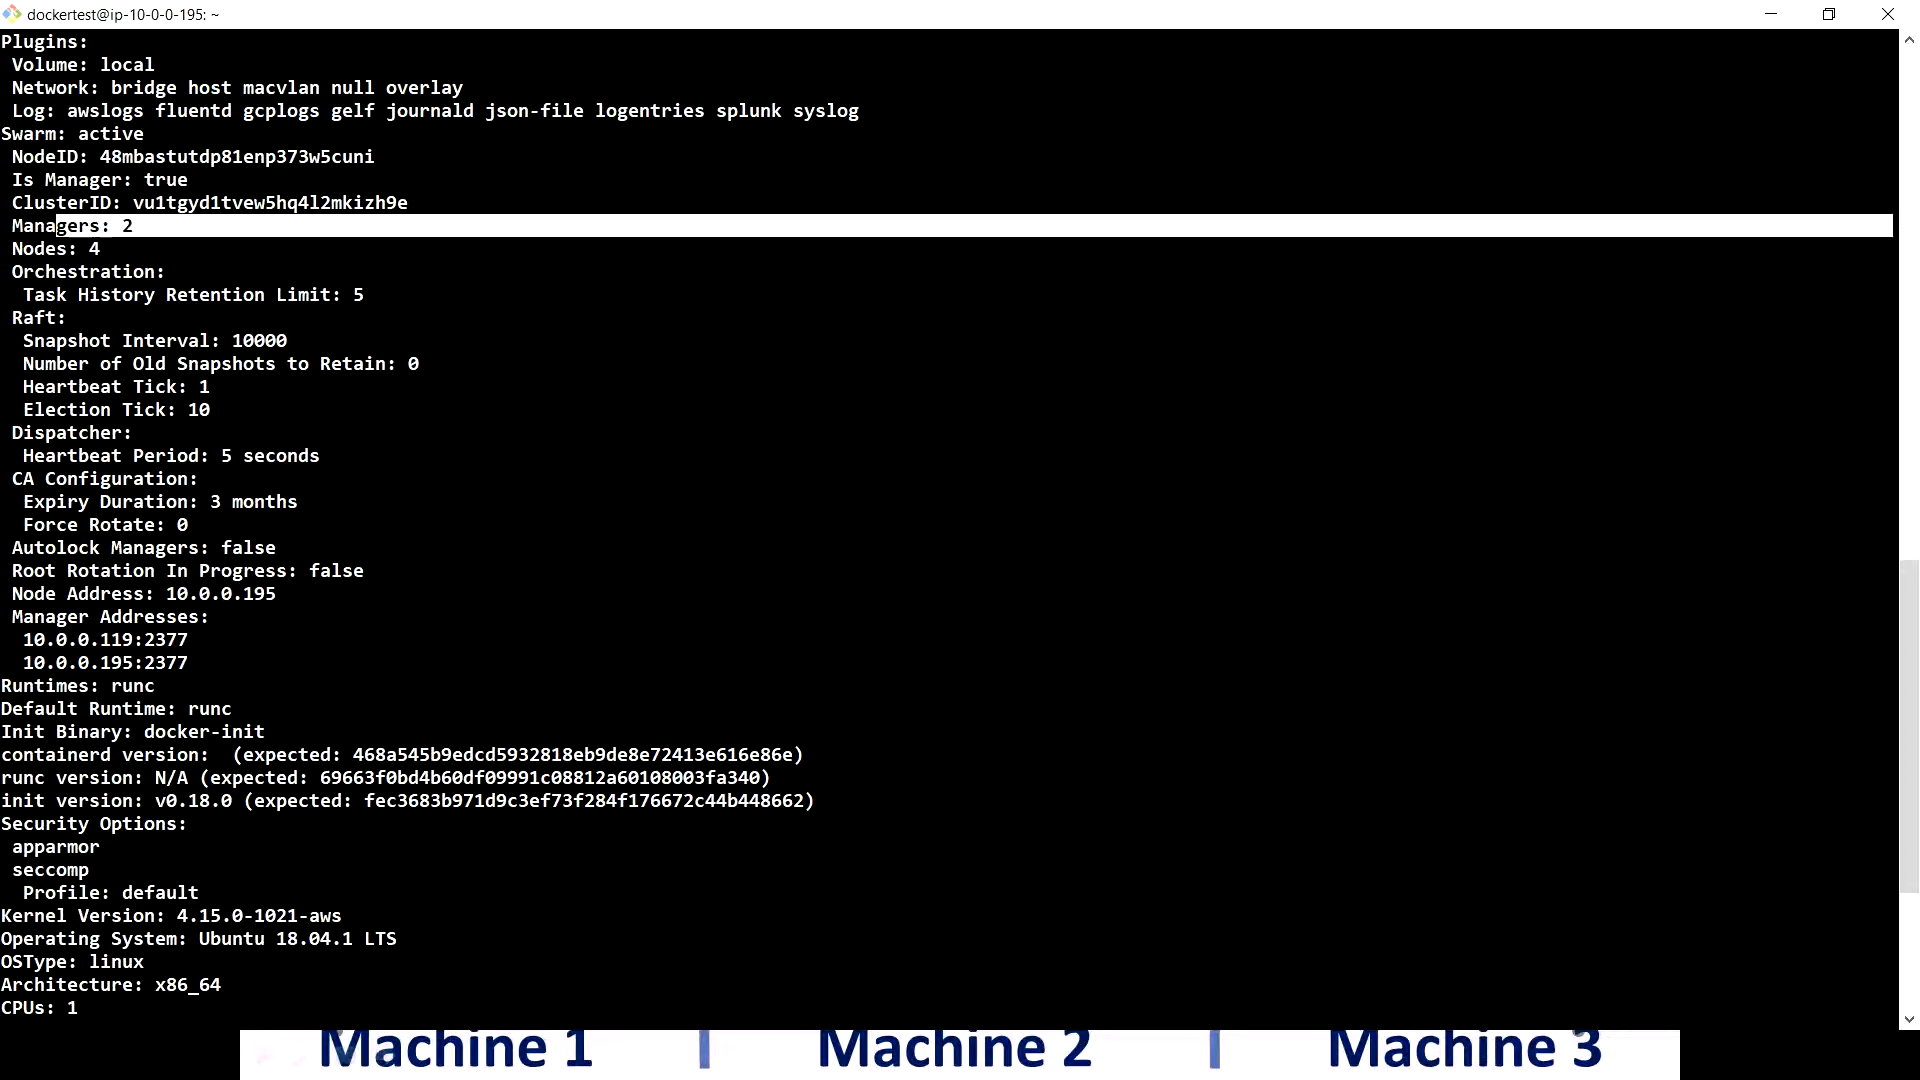 dockertest@ip-10-0-0-195: ~
Plugins:
Volume: local
Network: bridge host macvlan null overlay
Log: awslogs fluentd gcplogs gelf journald json-file logentries splunk syslog
Swarm: active
NodeID: 48mbastutdp81enp373w5cuni
Is Manager: true
ClusterID: vu1tgyd1tvew5hq4l2mkizh9e
Managers: 2
Nodes: 4
Orchestration:
Task History Retention Limit: 5
Raft:
Snapshot Interval: 10000
Number of Old Snapshots to Retain: 0
Heartbeat Tick: 1
Election Tick: 10
Dispatcher:
Heartbeat Period: 5 seconds
CA Configuration:
Expiry Duration: 3 months
Force Rotate: 0
Autolock Managers: false
Root Rotation In Progress: false
Node Address: 10.0.0.195
Manager Addresses:
10.0.0.119:2377
10.0.0.195:2377
Runtimes: runc
Default Runtime: runc
Init Binary: docker-init
containerd version:  (expected: 468a545b9edcd5932818eb9de8e72413e616e86e)
runc version: N/A (expected: 69663f0bd4b60df09991c08812a60108003fa340)
init version: v0.18.0 (expected: fec3683b971d9c3ef73f284f176672c44b448662)
Security Options:
apparmor
seccomp
Profile: default
Kernel Version: 4.15.0-1021-aws
Operating System: Ubuntu 18.04.1 LTS
OSType: linux
Architecture: x86_64
CPUs: 1
Machine 1 | Machine 2 | Machine 3